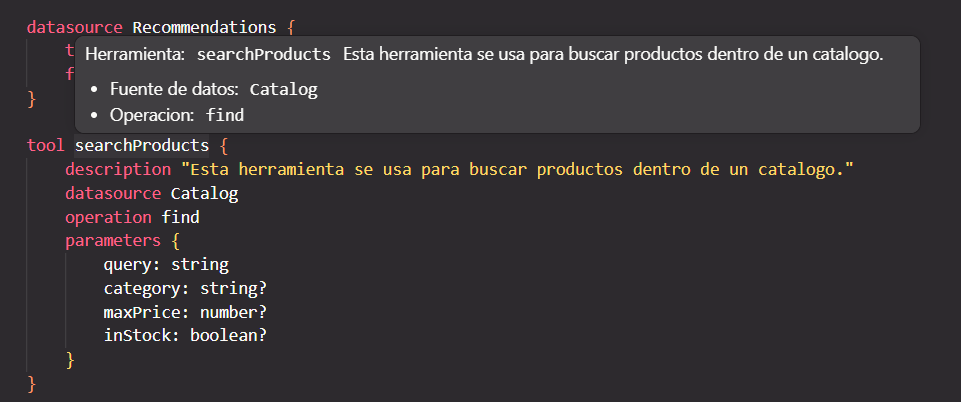 datasource Recommendations {
t
Herramienta: searchProducts Esta herramienta se usa para buscar productos dentro de un catalogo.
f
• Fuente de datos: Catalog
}
• Operacion: find
tool searchProducts {
description "Esta herramienta se usa para buscar productos dentro de un catalogo."
datasource Catalog
operation find
parameters {
query: string
category: string?
maxPrice: number?
inStock: boolean?
}
}